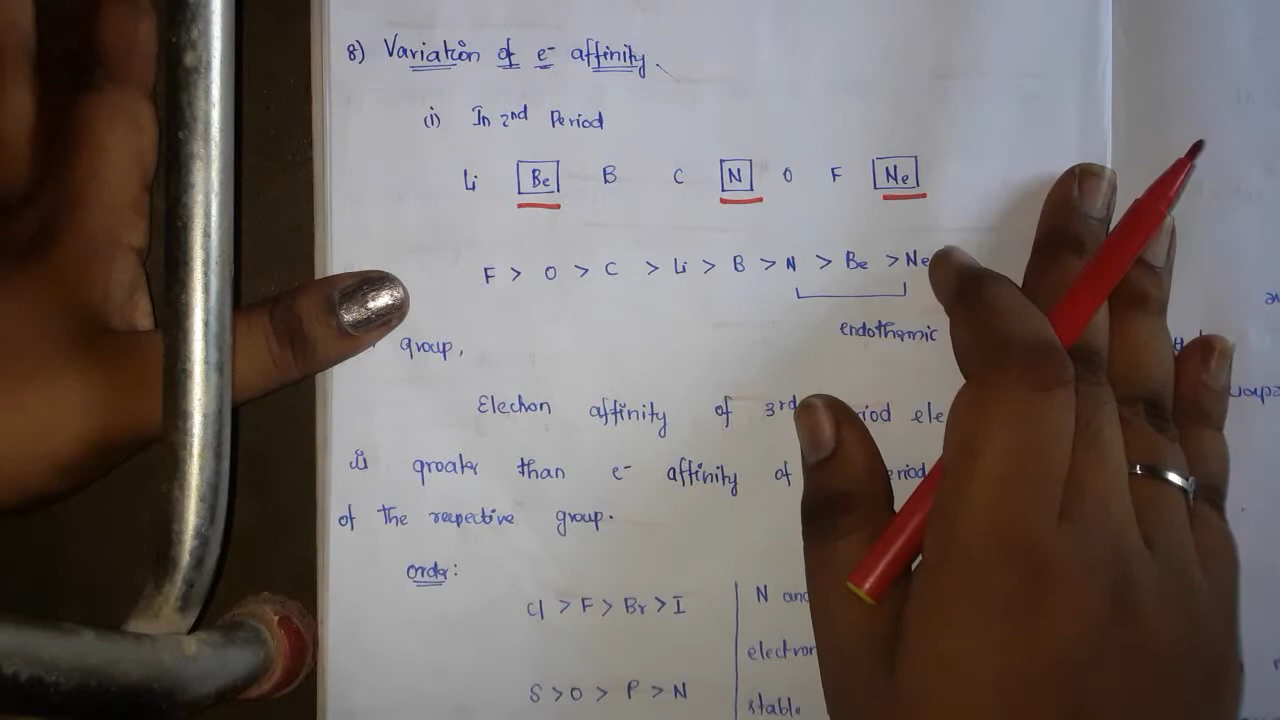 8) Variation of e⁻ affinity
(i) In 2nd Period
Li Be B C N O F Ne
F > O > C > Li > B > N > Be > Ne
endothermic
group,
Electron affinity of 3rd
is greater than e⁻ affinity of
of the respective group.
Order:
Cl > F > Br > I
N and
S > O > P > N
stable